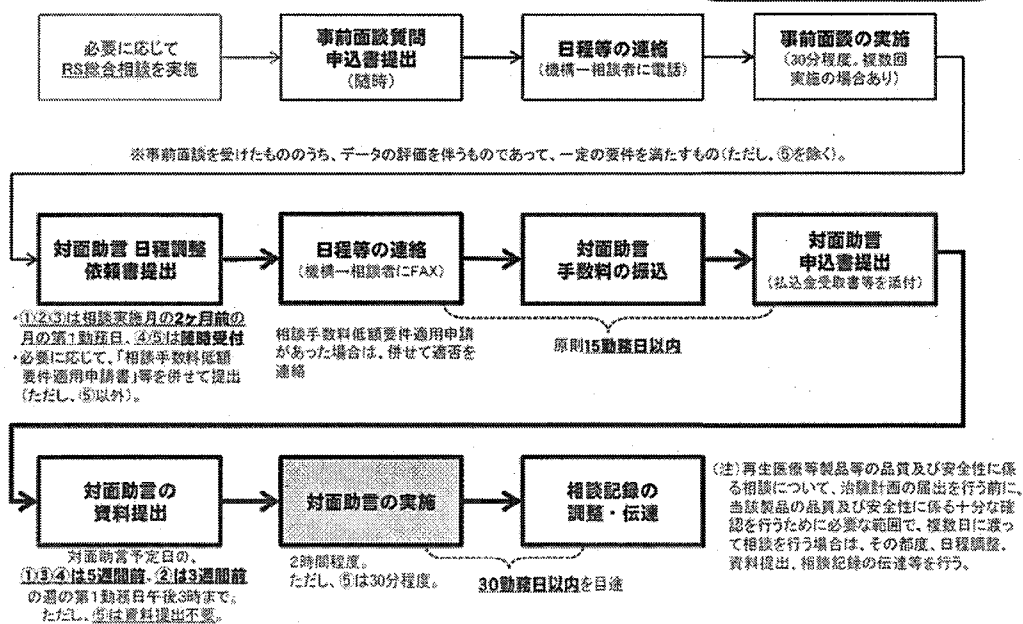 必要に応じて
RS総合相談を実施
事前面談質問
申込書提出
(随時)
日程等の連絡
(機構→相談者に電話)
事前面談の実施
(30分程度。複数回
実施の場合あり)
※事前面談を受けたもののうち、データの評価を伴うものであって、一定の要件を満たすもの(ただし、⑤を除く)。
対面助言 日程調整
依頼書提出
・①②③は相談実施月の2ヶ月前の
月の第1勤務日、④⑤は随時受付
・必要に応じて、「相談手数料低額
要件適用申請書」等を併せて提出
(ただし、⑤以外)。
日程等の連絡
(機構→相談者にFAX)
相談手数料低額要件適用申請
があった場合は、併せて適否を
連絡
対面助言
手数料の振込
対面助言
申込書提出
(払込金受取書等を添付)
原則15勤務日以内
対面助言の
資料提出
対面助言予定日の、
①③④は5週間前、②は3週間前
の週の第1勤務日午後3時まで。
ただし、⑤は資料提出不要。
対面助言の実施
2時間程度。
ただし、⑤は30分程度。
相談記録の
調整・伝達
30勤務日以内を目途
(注)再生医療等製品等の品質及び安全性に係
る相談について、治験計画の届出を行う前に、
当該製品の品質及び安全性に係る十分な確
認を行うために必要な範囲で、複数日に渡っ
て相談を行う場合は、その都度、日程調整、
資料提出、相談記録の伝達等を行う。